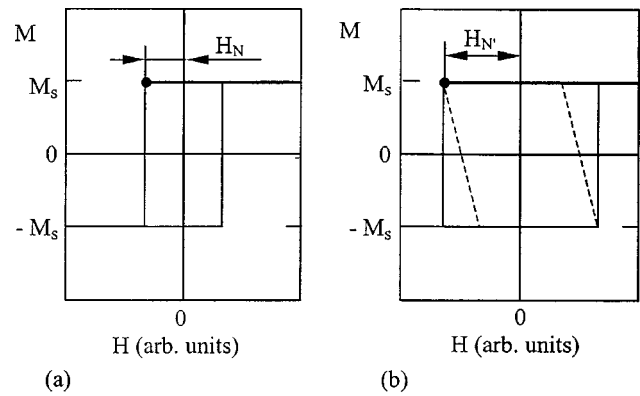 M
H_N
M_s
0
- M_s
0
H (arb. units)
(a)
M
H_N'
M_s
0
- M_s
0
H (arb. units)
(b)